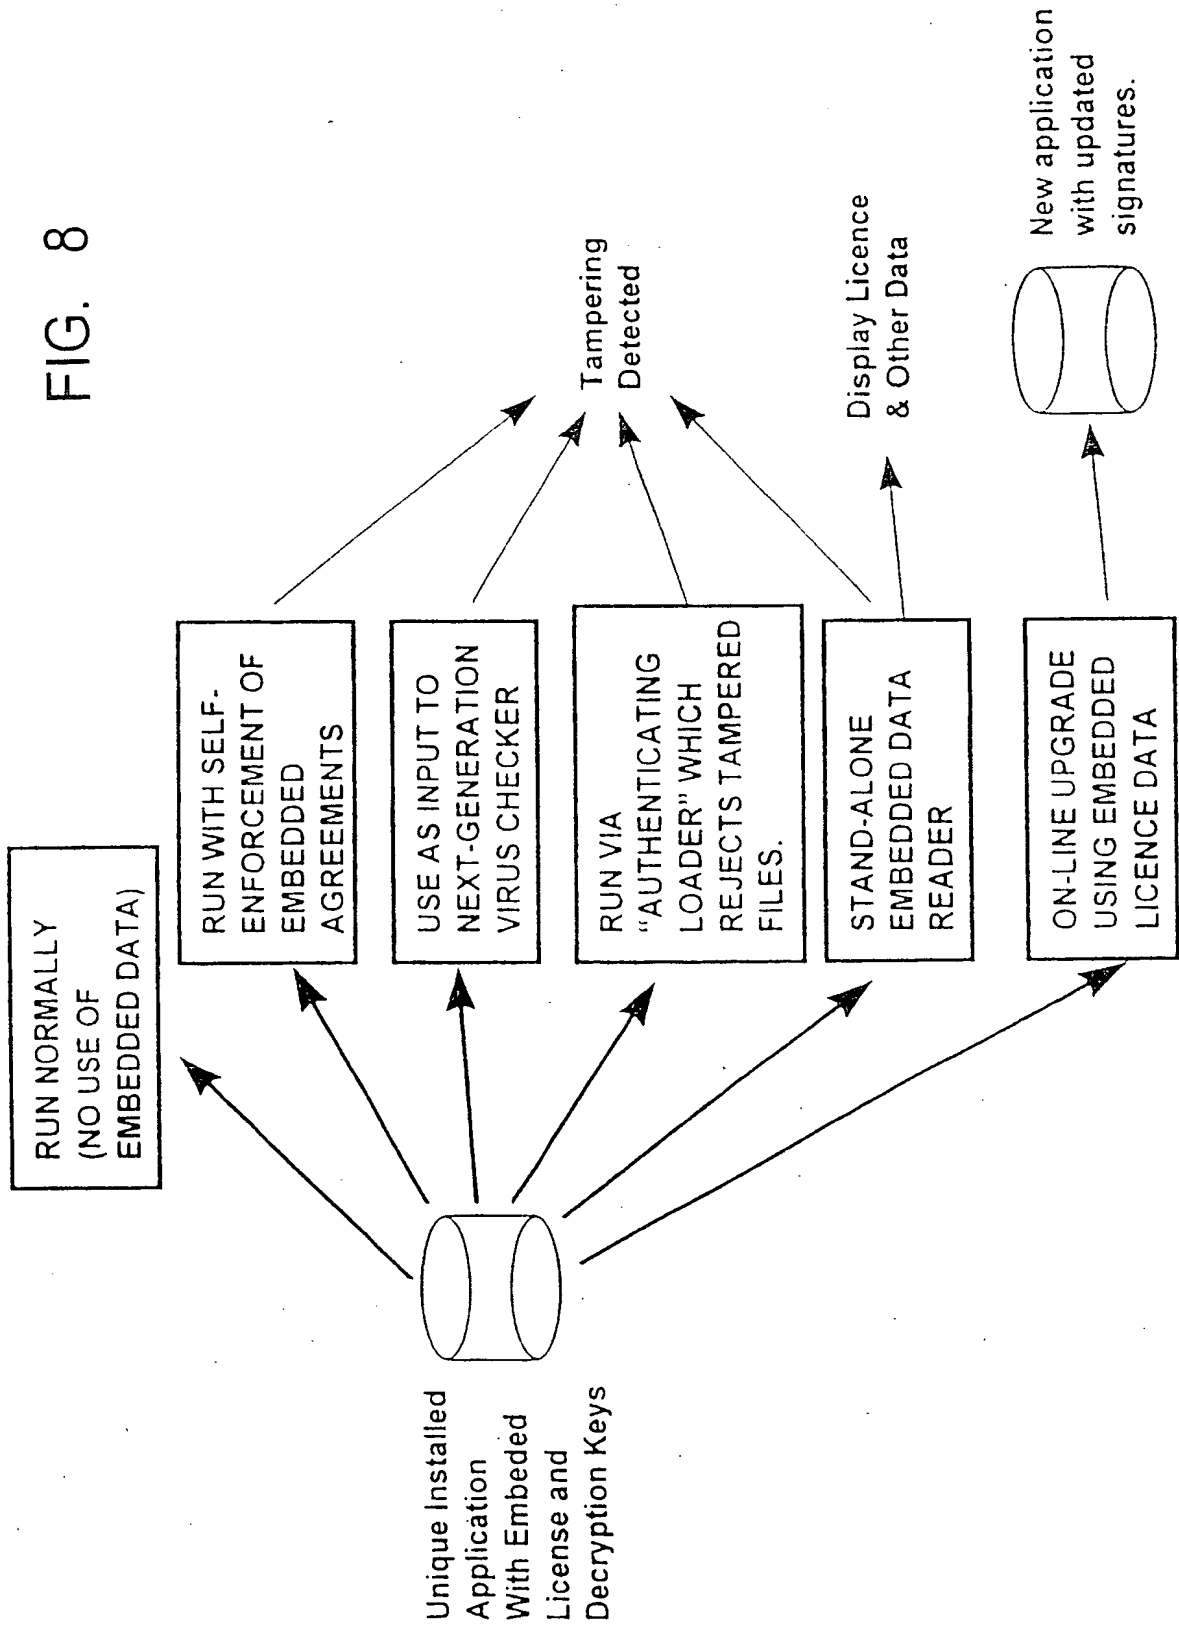 FIG. 8
Unique Installed
Application
With Embeded
License and
Decryption Keys
RUN NORMALLY
(NO USE OF
EMBEDDED DATA)
RUN WITH SELF-
ENFORCEMENT OF
EMBEDDED
AGREEMENTS
USE AS INPUT TO
NEXT-GENERATION
VIRUS CHECKER
RUN VIA
“AUTHENTICATING
LOADER” WHICH
REJECTS TAMPERED
FILES.
STAND-ALONE
EMBEDDED DATA
READER
ON-LINE UPGRADE
USING EMBEDDED
LICENCE DATA
Tampering
Detected
Display Licence
& Other Data
New application
with updated
signatures.